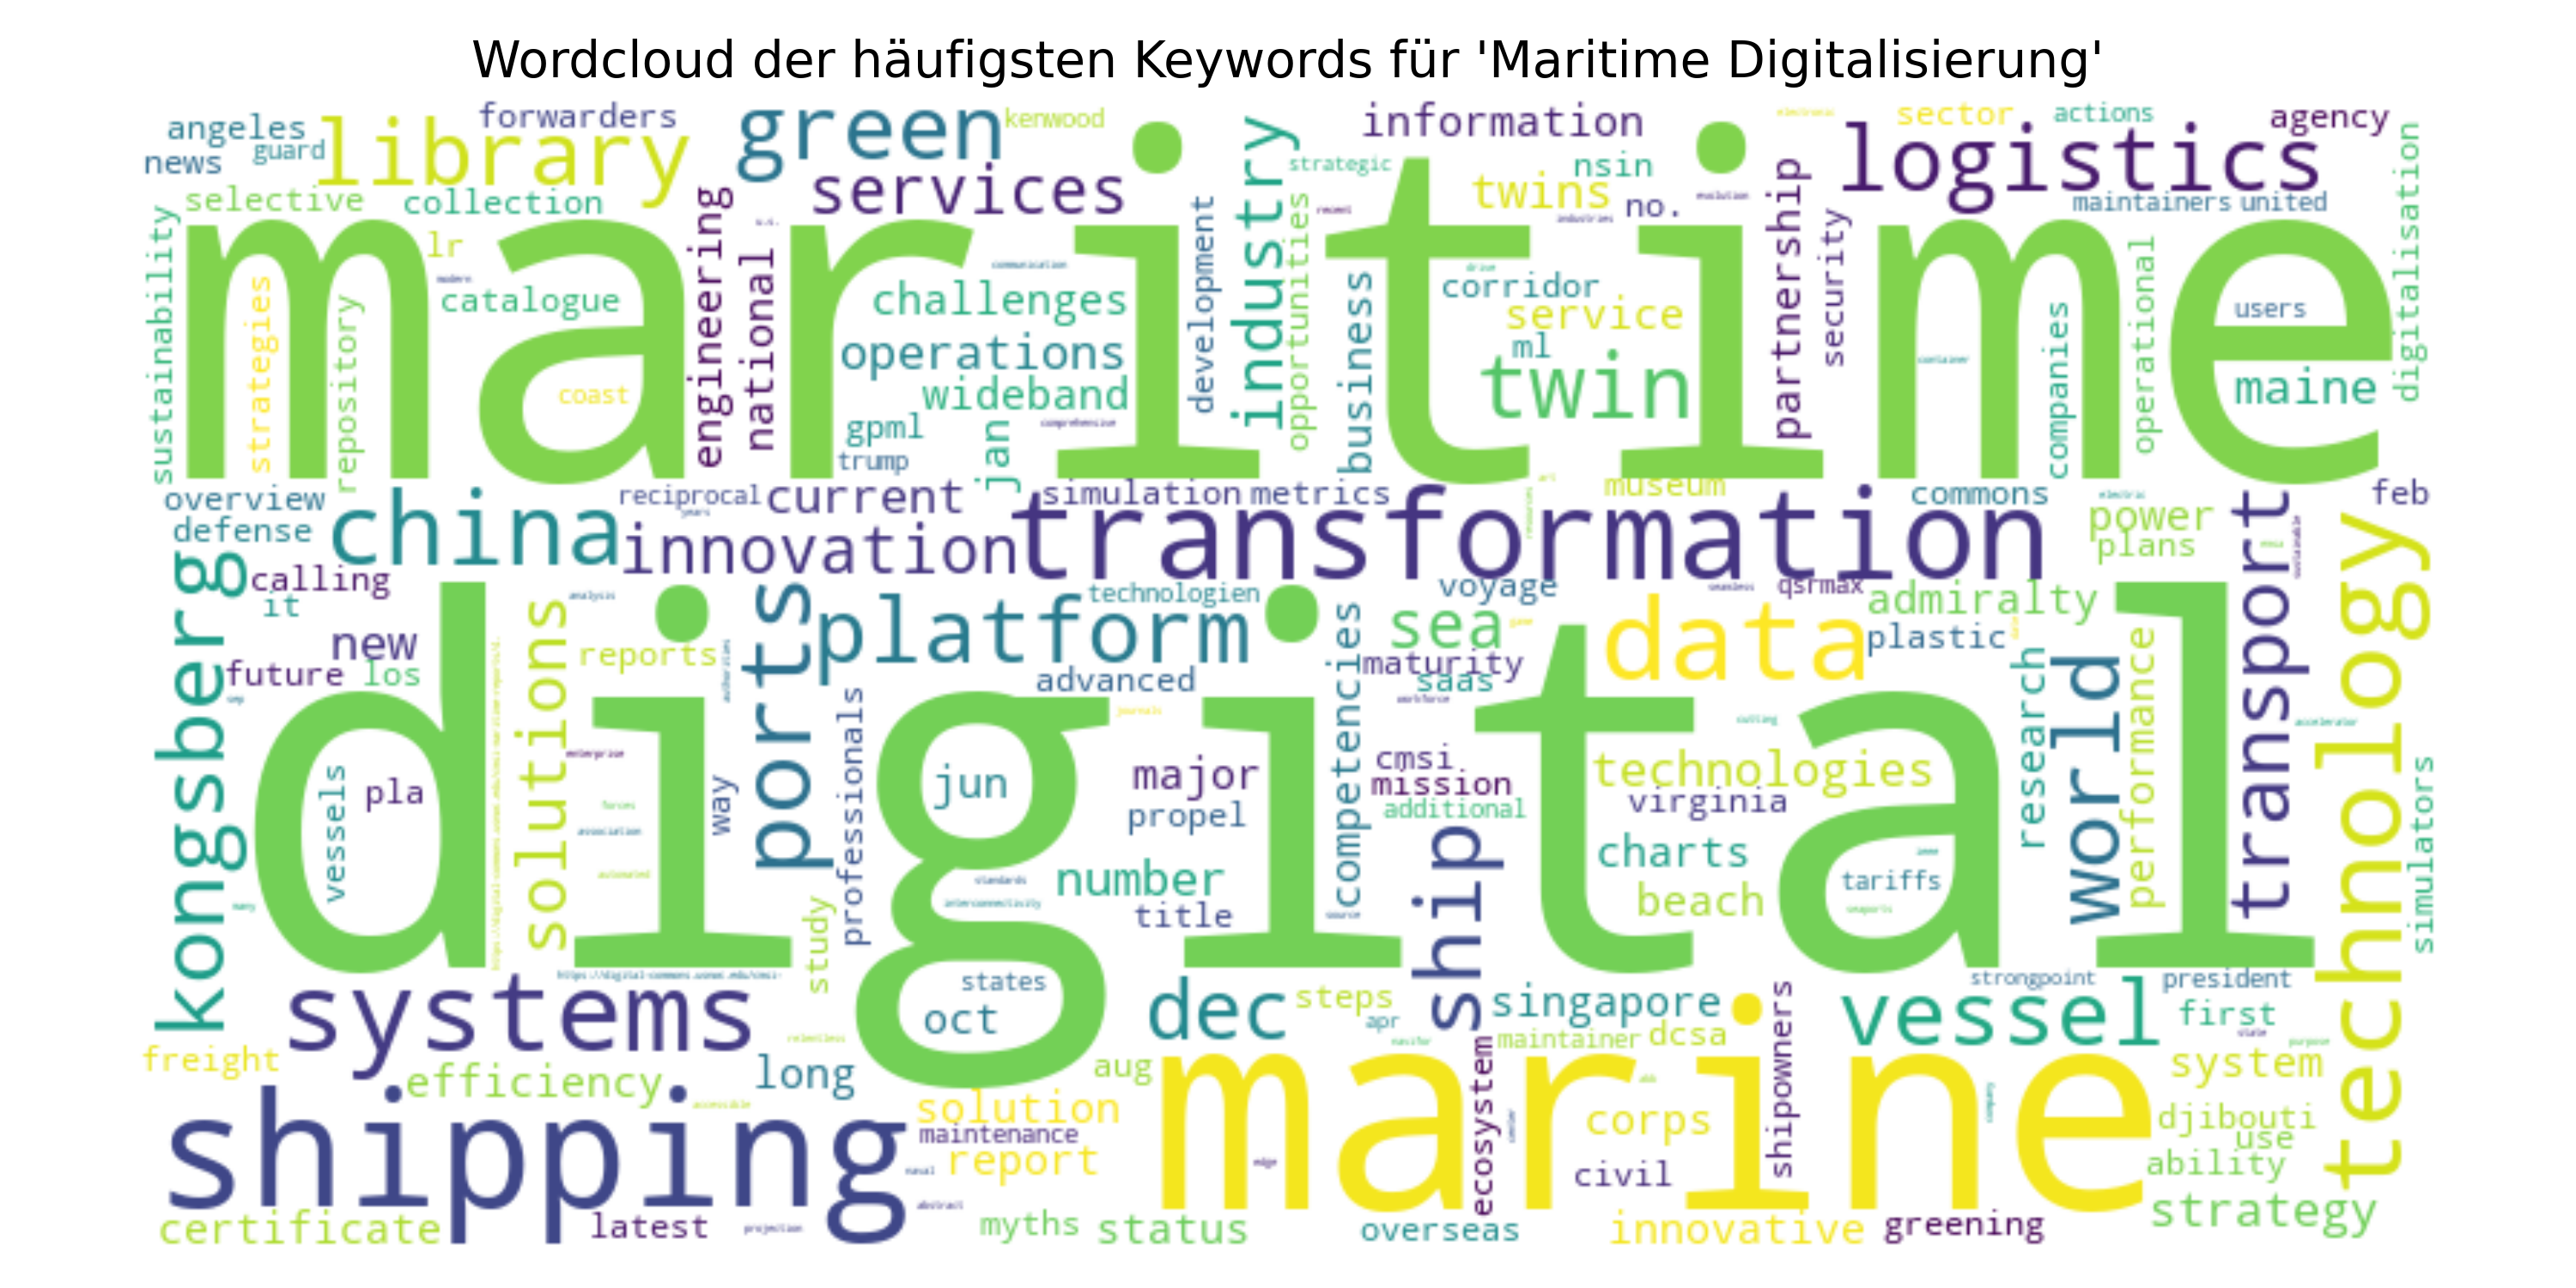 Wordcloud der häufigsten Keywords für 'Maritime Digitalisierung'
angeles
forwarders
news
guard
library
green
kenwood
services
information
sector
actions
agency
logistics
strategic
nsin
twins
no.
maintainers
united
selective
collection
maritime
lr
catalogue
sustainability
strategies
repository
coast
engineering
national
challenges
operations
wideband
gpml
trump
jan
development
industry
opportunities
business
corridor
service
ml
twin
partnership
security
companies
operational
users
maine
digitalisation
overview
defense
china
reciprocal
current
simulation
metrics
museum
commons
power
plans
feb
innovation
transformation
transport
technology
kongsberg
calling
it
new
future
los
digital
solutions
reports
ports
platform
technologien
advanced
voyage
sea
maturity
saas
data
qsrmax
admiralty
plastic
competencies
research
world
performance
vessels
pla
way
professionals
study
jun
major
propel
number
title
cmsi
mission
additional
ship
technologies
virginia
charts
beach
tariffs
simulators
systems
states
oct
dec
steps
apr
singapore
maintainer
dcsa
shipowners
strongpoint
president
vessel
first
system
freight
efficiency
long
aug
marine
shipping
solution
maintenance
report
ecosystem
corps
civil
djibouti
use
ability
strategy
certificate
latest
myths
status
overseas
innovative
greening